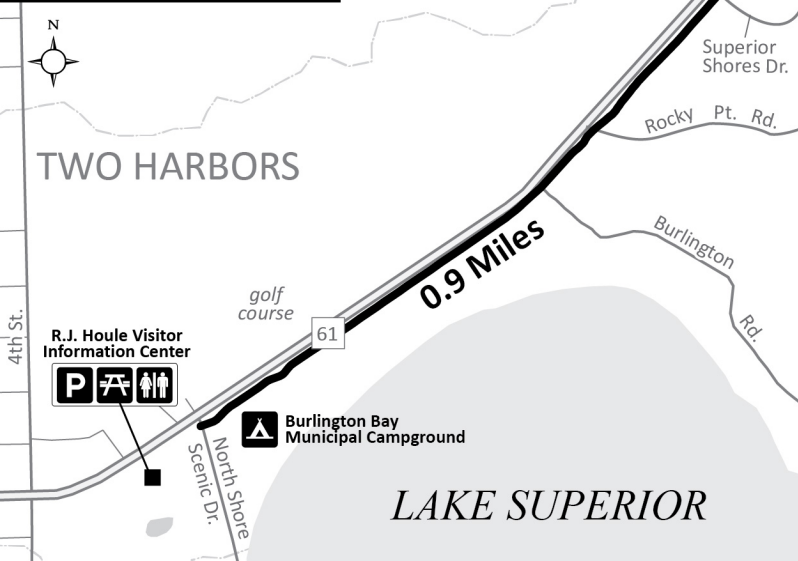 N
Superior
Shores Dr.
Rocky Pt. Rd.
TWO HARBORS
Burlington
Rd.
0.9 Miles
golf
course
61
4th St.
R.J. Houle Visitor
Information Center
P
Burlington Bay
Municipal Campground
North Shore
Scenic Dr.
LAKE SUPERIOR